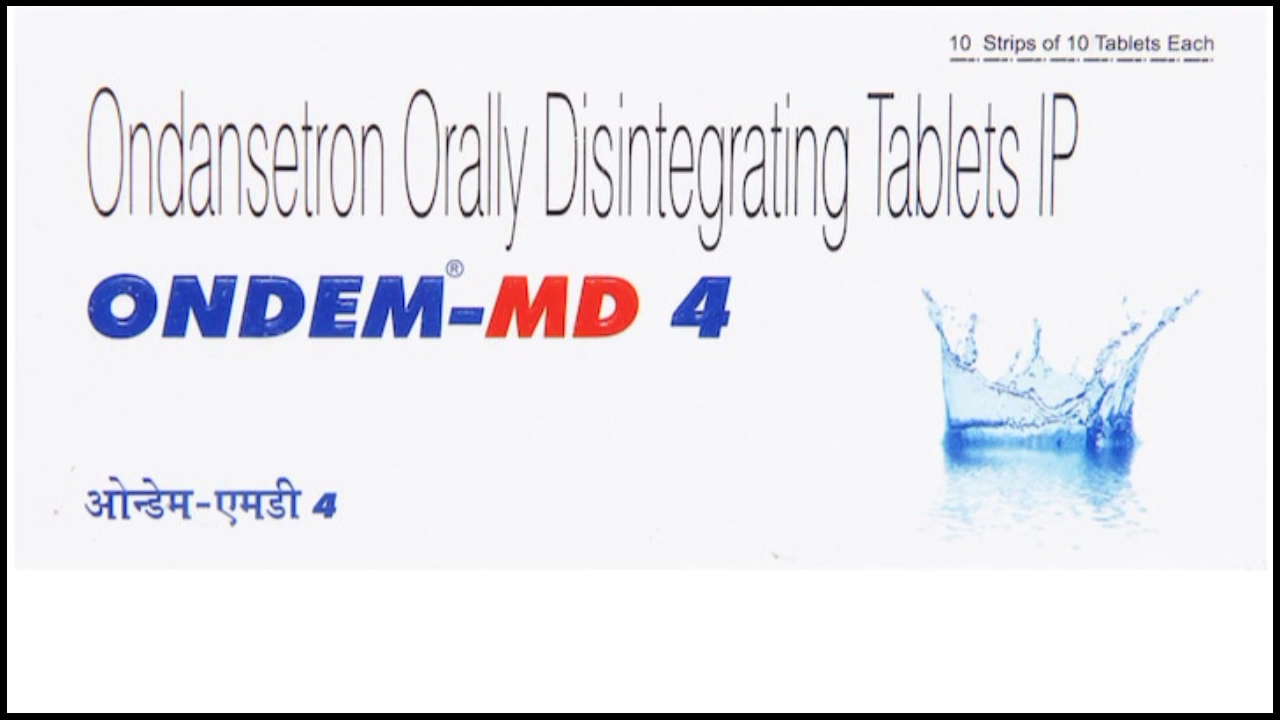 10 Strips of 10 Tablets Each
Ondansetron Orally Disintegrating Tablets IP
ONDEM®-MD 4
ओन्डेम-एमडी 4